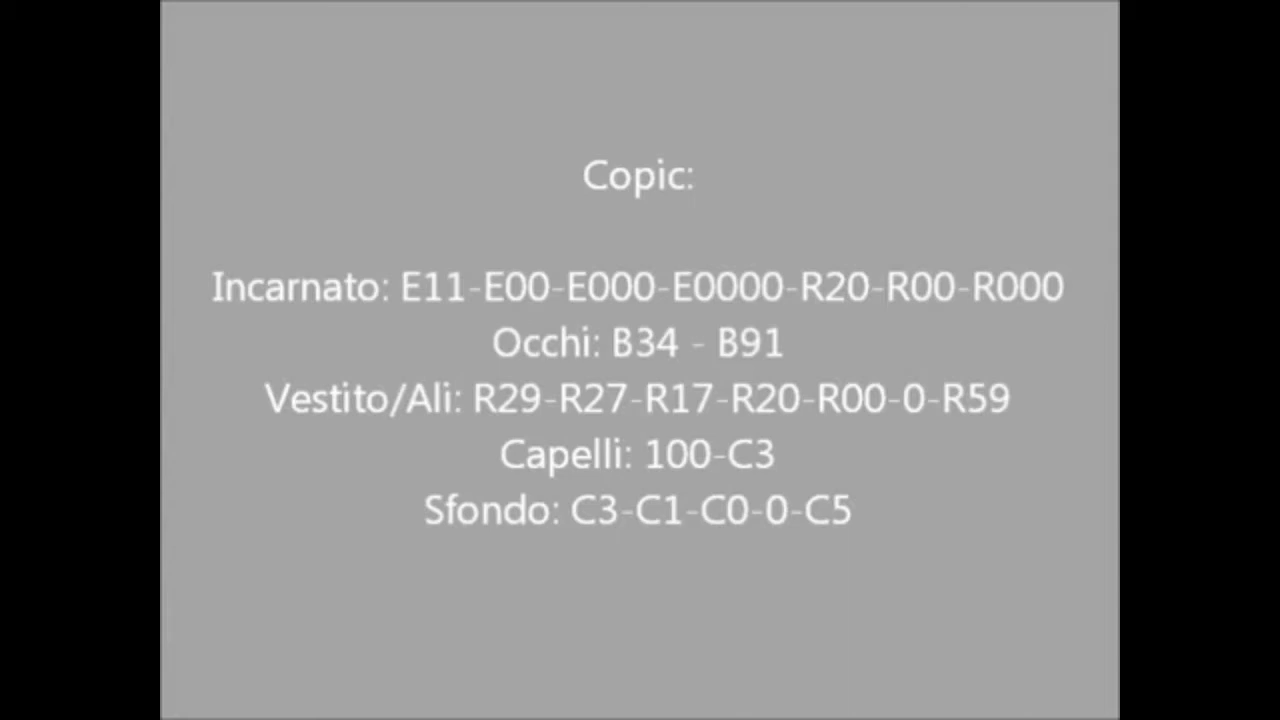 Copic:
Incarnato: E11-E00-E000-E0000-R20-R00-R000
Occhi: B34 - B91
Vestito/Ali: R29-R27-R17-R20-R00-0-R59
Capelli: 100-C3
Sfondo: C3-C1-C0-0-C5